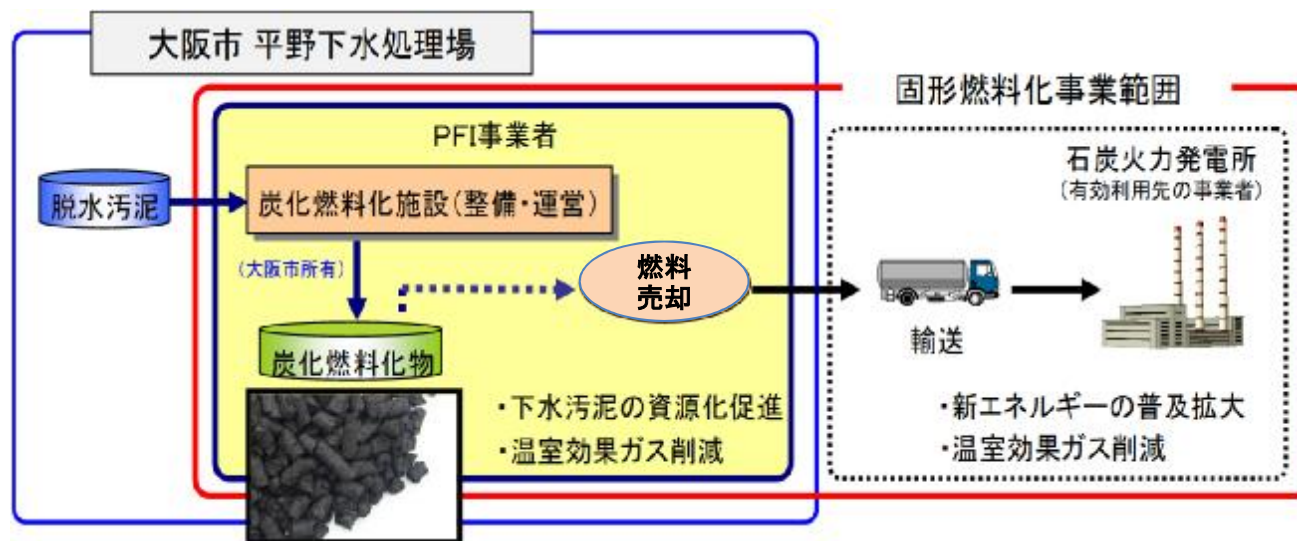 大阪市 平野下水処理場
固形燃料化事業範囲
PFI事業者
脱水汚泥
炭化燃料化施設(整備・運営)
(大阪市所有)
炭化燃料化物
燃料
売却
・下水汚泥の資源化促進
・温室効果ガス削減
石炭火力発電所
(有効利用先の事業者)
輸送
・新エネルギーの普及拡大
・温室効果ガス削減